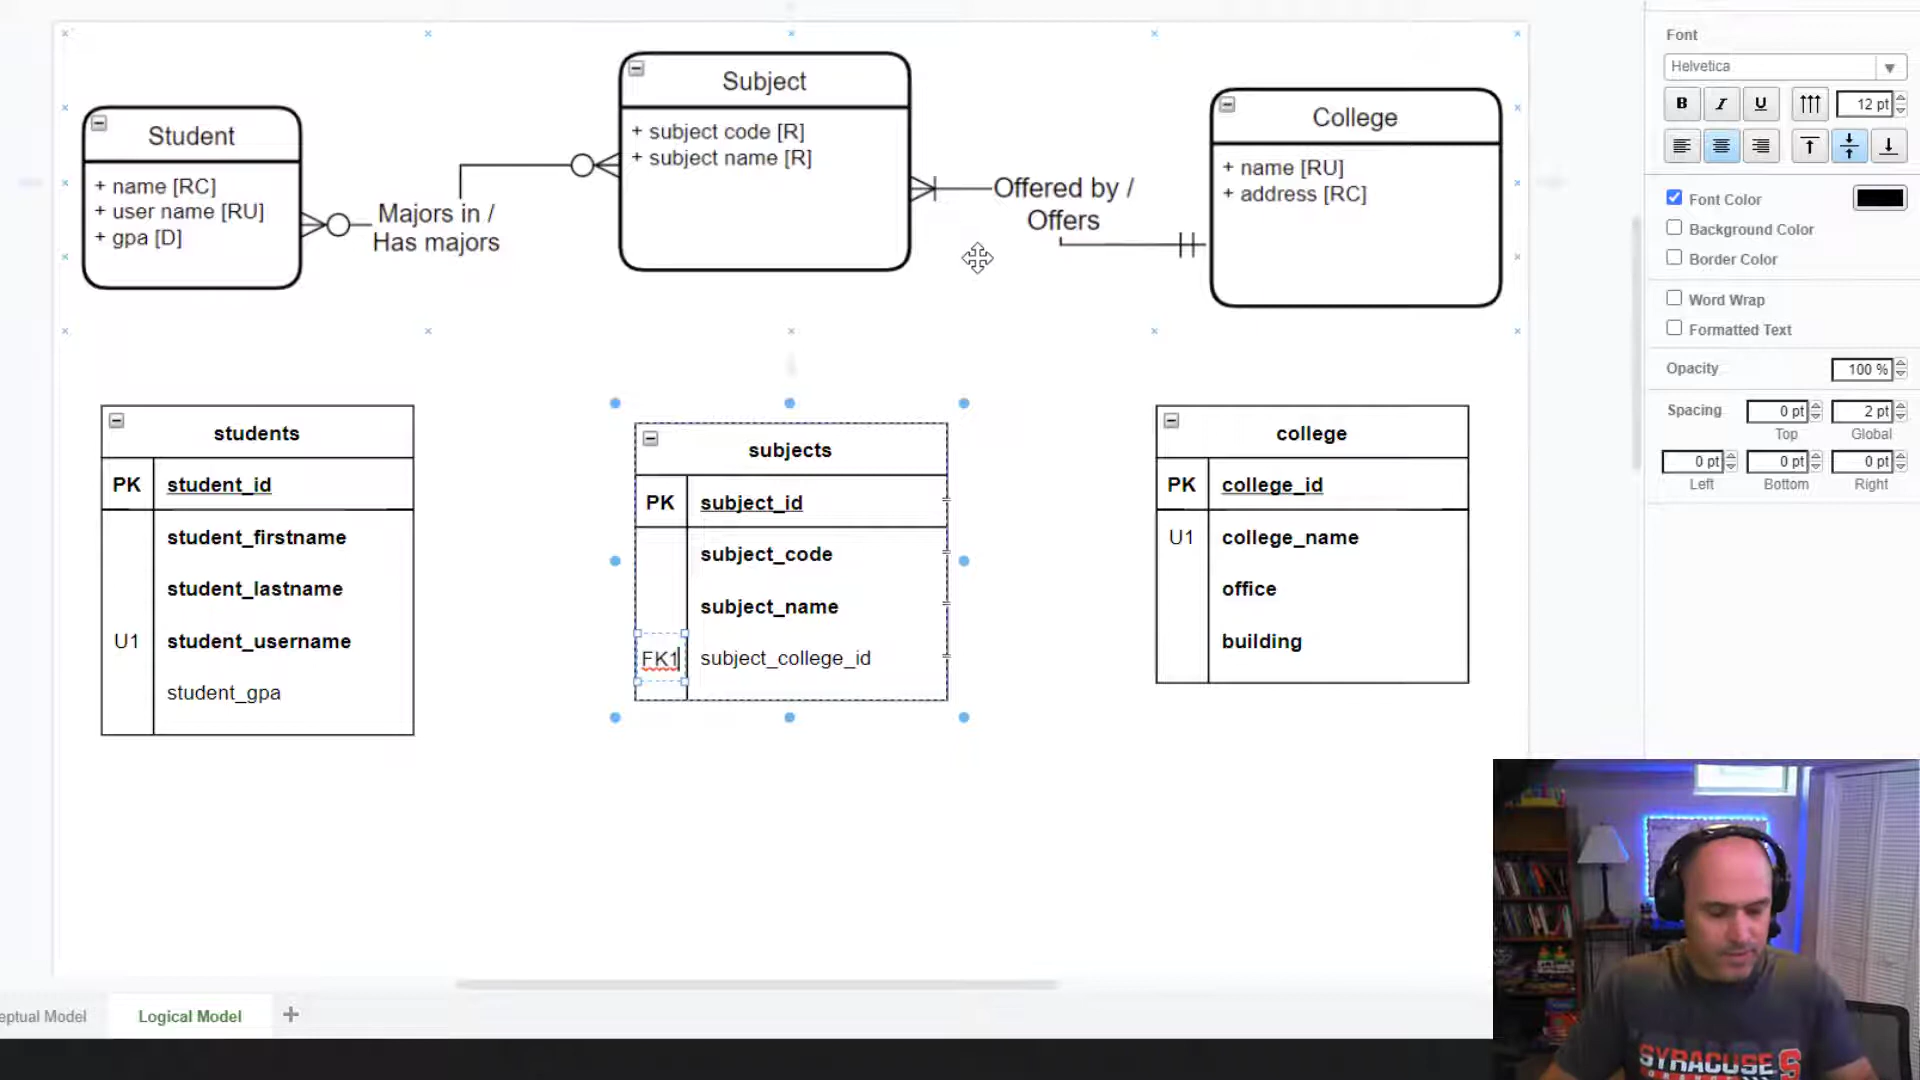 Student
+ name [RC]
+ user name [RU]
+ gpa [D]
Majors in /
Has majors
Subject
+ subject code [R]
+ subject name [R]
Offered by /
Offers
College
+ name [RU]
+ address [RC]
students
PK student_id
student_firstname
student_lastname
U1 student_username
student_gpa
subjects
PK subject_id
subject_code
subject_name
FK1 subject_college_id
college
PK college_id
U1 college_name
office
building
Font
Helvetica
B I U 12 pt
Font Color
Background Color
Border Color
Word Wrap
Formatted Text
Opacity 100 %
Spacing 0 pt 2 pt
Top Global
0 pt 0 pt 0 pt
Left Bottom Right
eptual Model Logical Model +
SYRACUSE S